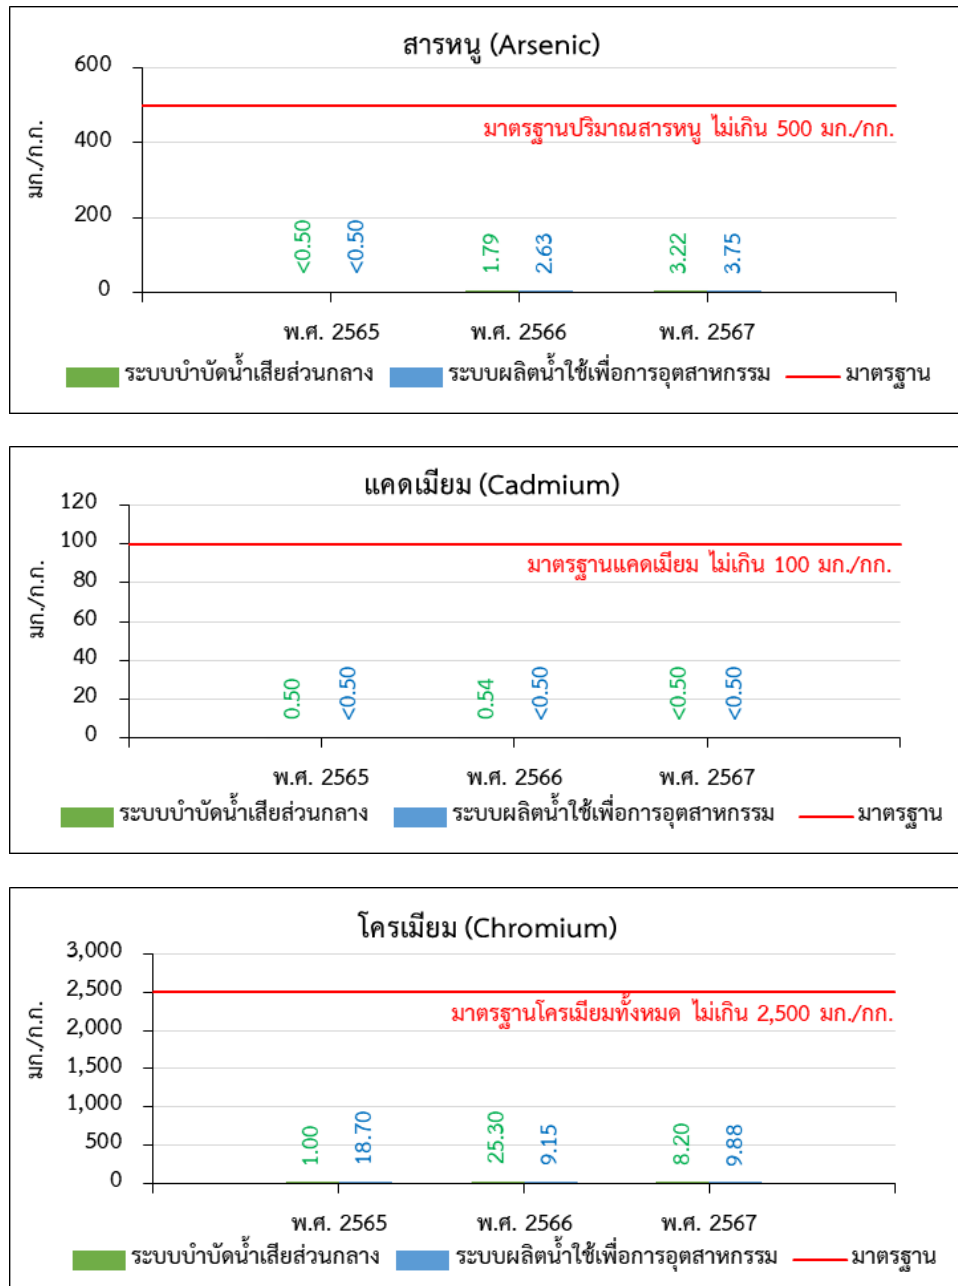 สารหนู (Arsenic)
600
มาตรฐานปริมาณสารหนู ไม่เกิน 500 มก./กก.
400
มก./ก.ก.
200
<0.50 <0.50 1.79 2.63 3.22 3.75
0
พ.ศ. 2565 พ.ศ. 2566 พ.ศ. 2567
ระบบบำบัดน้ำเสียส่วนกลาง ระบบผลิตน้ำใช้เพื่อการอุตสาหกรรม มาตรฐาน
แคดเมียม (Cadmium)
120
100
มาตรฐานแคดเมียม ไม่เกิน 100 มก./กก.
80
มก./ก.ก.
60
40
20
0.50 <0.50 0.54 <0.50 <0.50 <0.50
0
พ.ศ. 2565 พ.ศ. 2566 พ.ศ. 2567
ระบบบำบัดน้ำเสียส่วนกลาง ระบบผลิตน้ำใช้เพื่อการอุตสาหกรรม มาตรฐาน
โครเมียม (Chromium)
3,000
2,500
มาตรฐานโครเมียมทั้งหมด ไม่เกิน 2,500 มก./กก.
2,000
มก./ก.ก.
1,500
1,000
500
1.00 18.70 25.30 9.15 8.20 9.88
0
พ.ศ. 2565 พ.ศ. 2566 พ.ศ. 2567
ระบบบำบัดน้ำเสียส่วนกลาง ระบบผลิตน้ำใช้เพื่อการอุตสาหกรรม มาตรฐาน